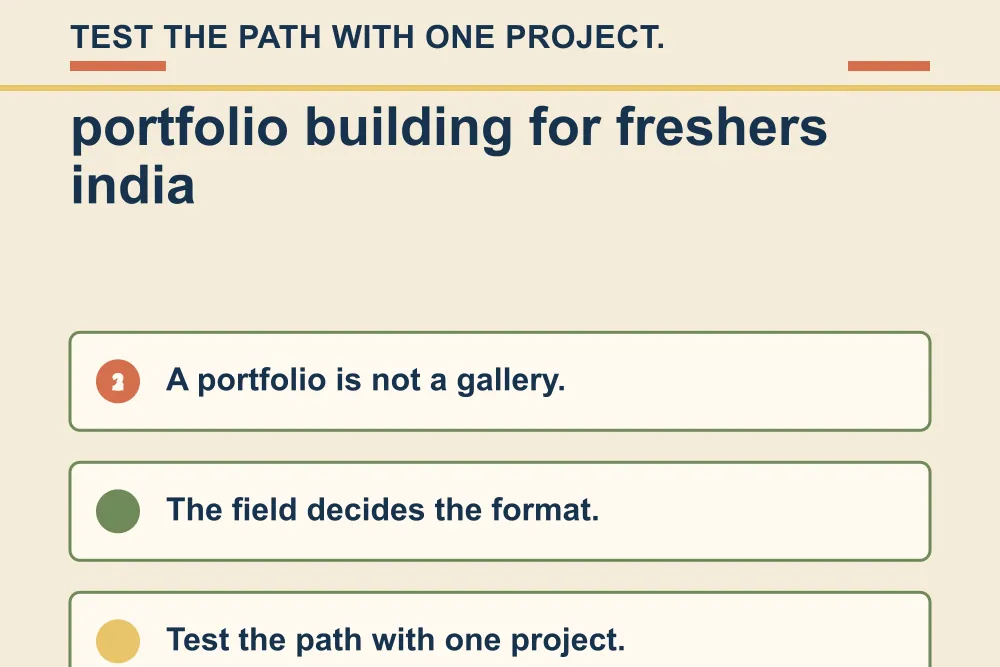 TEST THE PATH WITH ONE PROJECT.
portfolio building for freshers
india
2 A portfolio is not a gallery.
The field decides the format.
Test the path with one project.